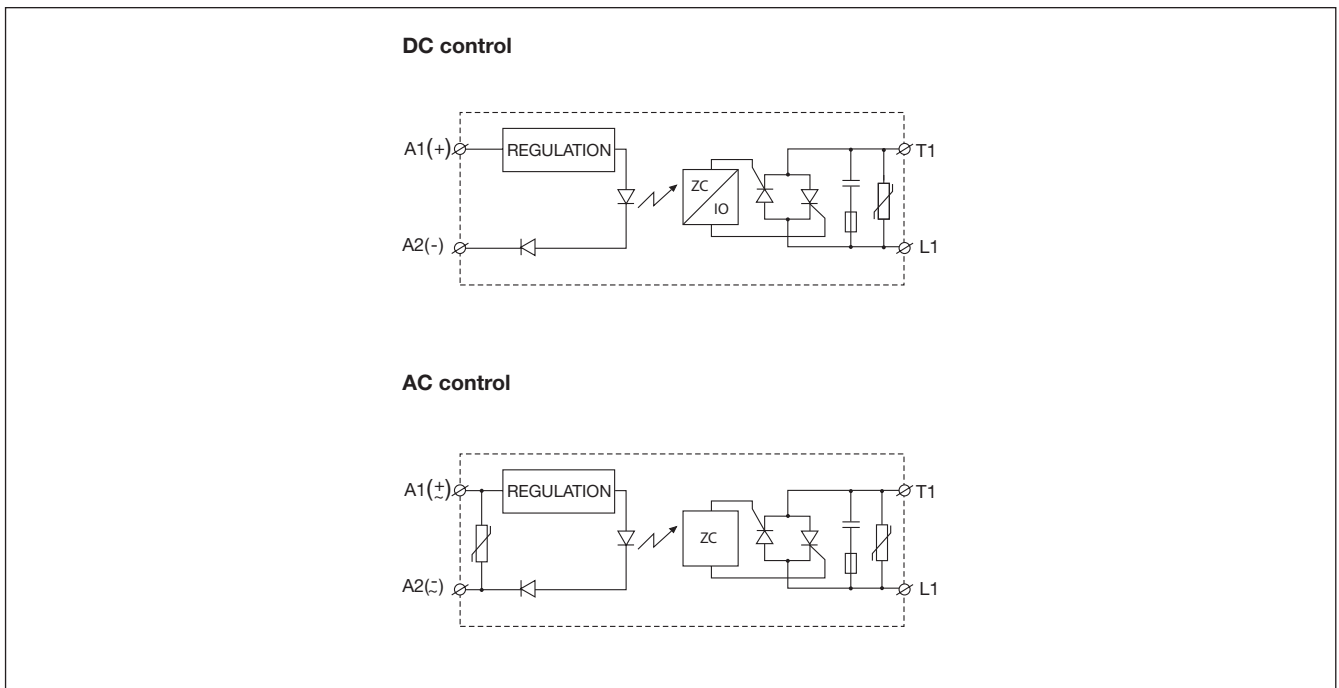 DC control
A1(+)
REGULATION
ZC
IO
T1
A2(-)
L1
AC control
A1(±~)
REGULATION
ZC
T1
A2(-~)
L1